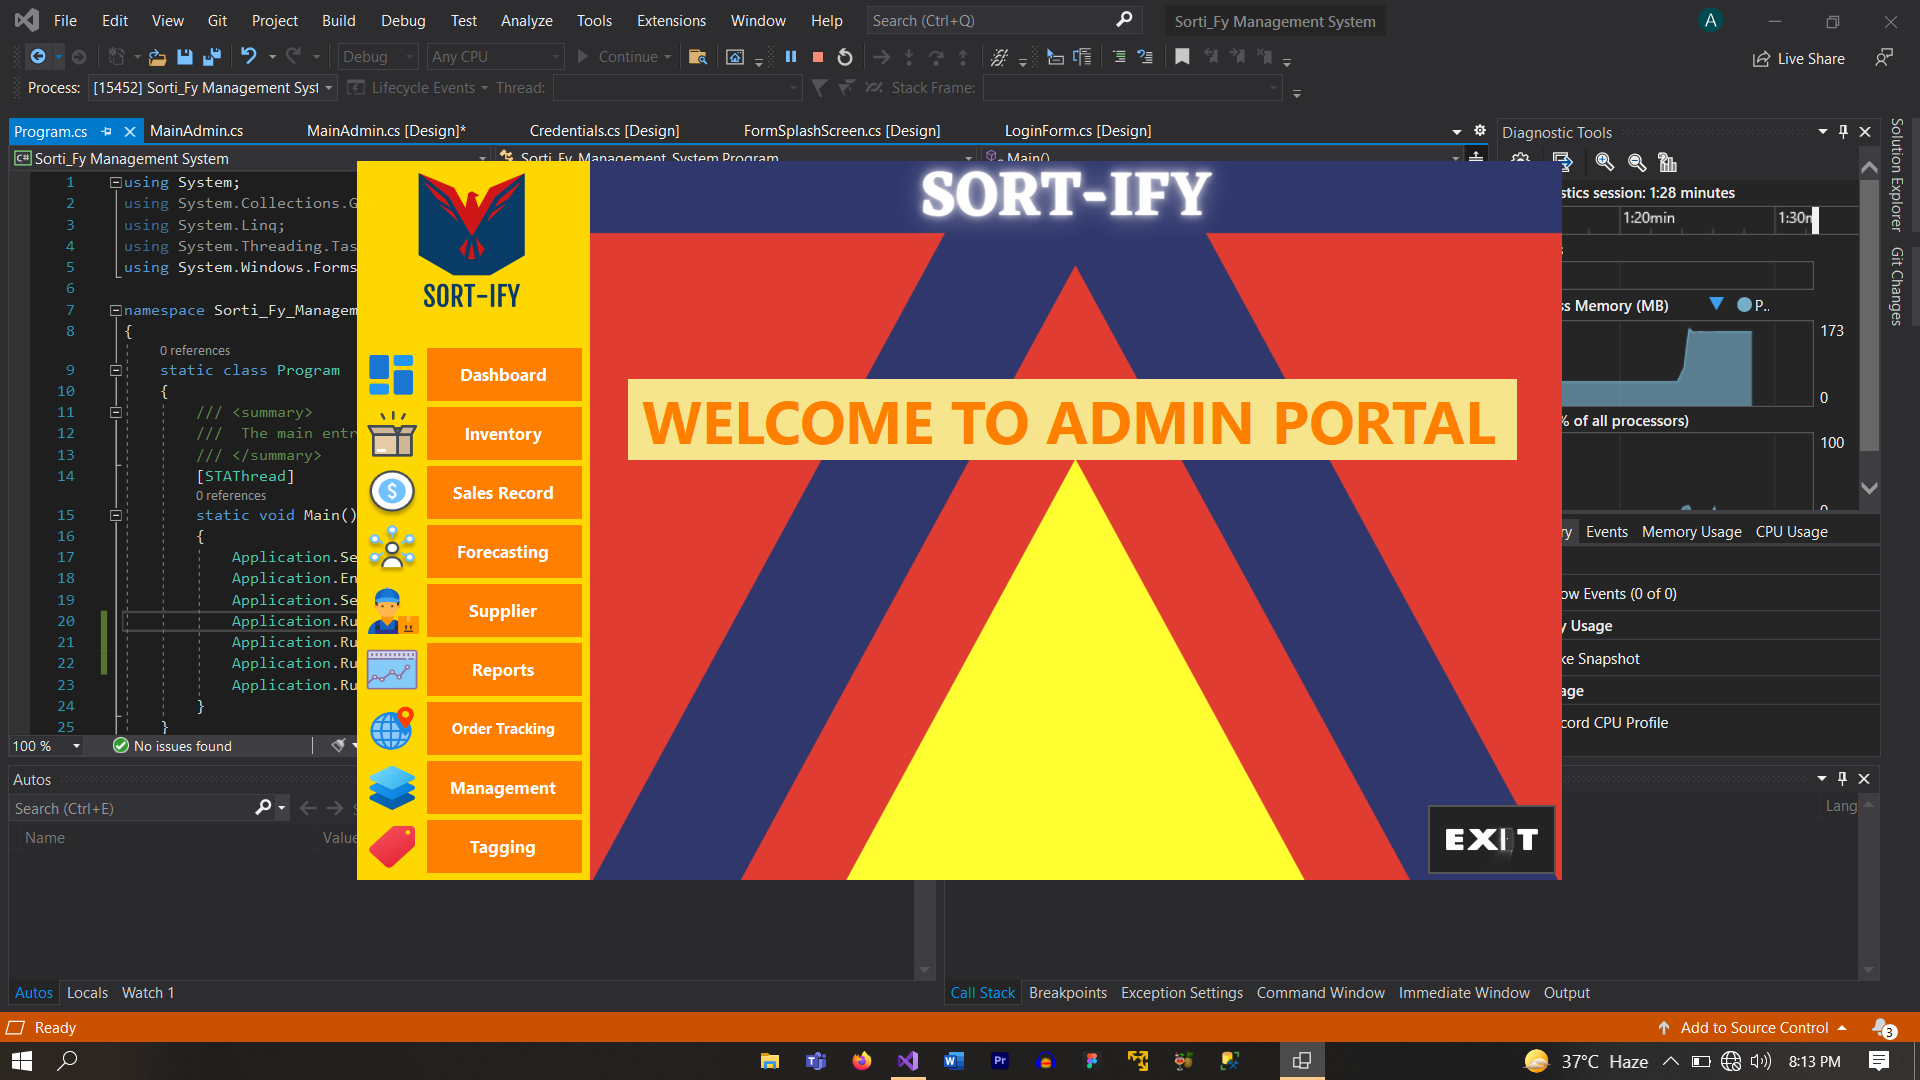 File Edit View Git Project Build Debug Test Analyze Tools Extensions Window Help Search (Ctrl+Q) Sorti_Fy Management System A
Debug Any CPU Continue Live Share
Process: [15452] Sorti_Fy Management Syst Lifecycle Events Thread: Stack Frame:
Program.cs MainAdmin.cs MainAdmin.cs [Design]* Credentials.cs [Design] FormSplashScreen.cs [Design] LoginForm.cs [Design]
C# Sorti_Fy Management System Sorti_Fy_Management_System.Program Main()
1 using System;
2 using System.Collections.G
3 using System.Linq;
4 using System.Threading.Tas
5 using System.Windows.Forms
6
7 namespace Sorti_Fy_Managem
8 {
0 references
9 static class Program
10 {
11 /// <summary>
12 /// The main entr
13 /// </summary>
14 [STAThread]
0 references
15 static void Main()
16 {
17 Application.Se
18 Application.En
19 Application.Se
20 Application.Ru
21 Application.Ru
22 Application.Ru
23 Application.Ru
24 }
25 }
100 % No issues found
SORT-IFY
Dashboard
Inventory
Sales Record
Forecasting
Supplier
Reports
Order Tracking
Management
Tagging
SORT-IFY
WELCOME TO ADMIN PORTAL
EXIT
Diagnostic Tools
stics session: 1:28 minutes
1:20min 1:30m
s Memory (MB) P..
173
0
% of all processors)
100
0
ry Events Memory Usage CPU Usage
ow Events (0 of 0)
y Usage
ke Snapshot
age
cord CPU Profile
Solution Explorer
Git Changes
Autos
Search (Ctrl+E)
Name Value
Lang
Autos Locals Watch 1
Call Stack Breakpoints Exception Settings Command Window Immediate Window Output
Ready Add to Source Control 3
37°C Haze 8:13 PM